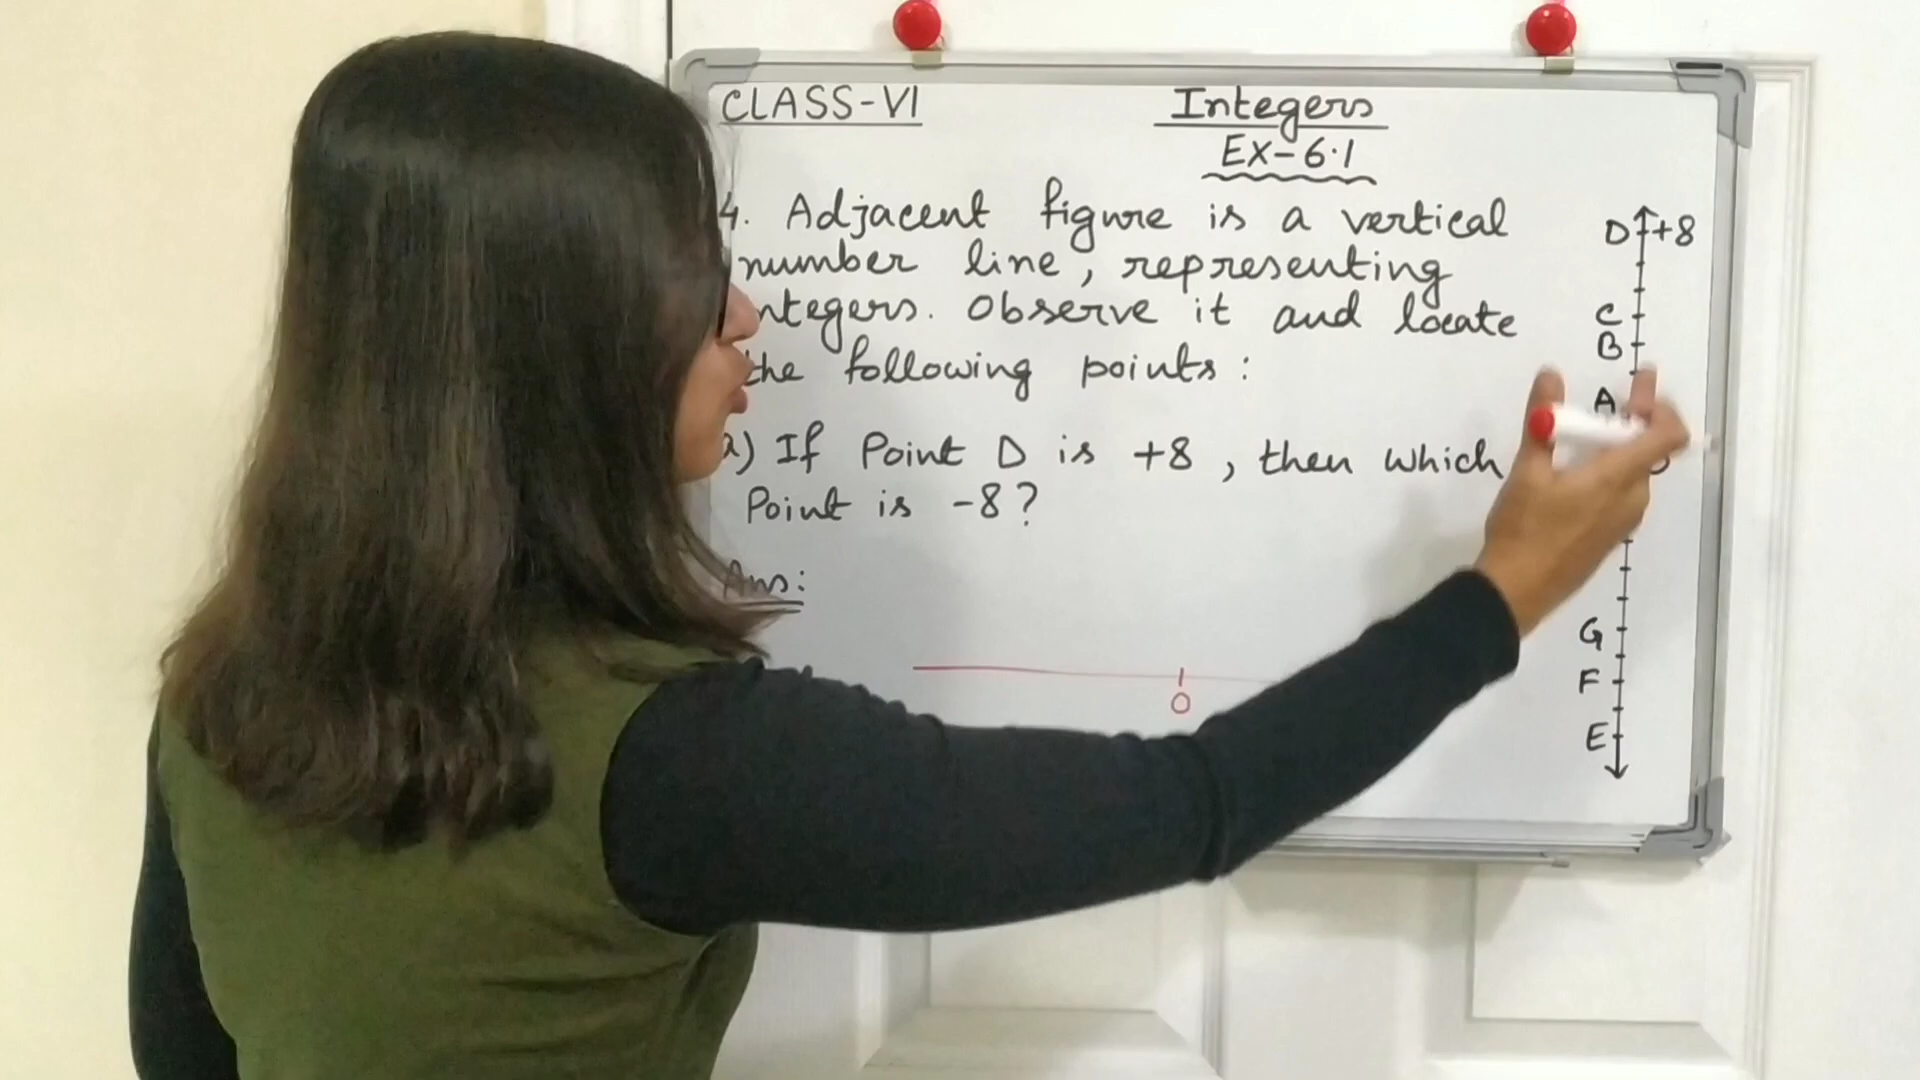 CLASS-VI
Integers
Ex-6.1
4. Adjacent figure is a vertical
number line, representing
ntegers. Observe it and locate
the following points:
a) If Point D is +8, then which
Point is -8?
Ans:
0
D +8
C
B
A
G
F
E